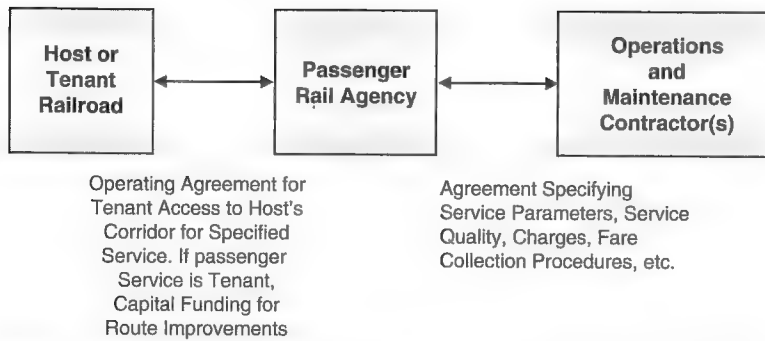 Host or
Tenant
Railroad
Passenger
Rail Agency
Operations
and
Maintenance
Contractor(s)
Operating Agreement for
Tenant Access to Host's
Corridor for Specified
Service. If passenger
Service is Tenant,
Capital Funding for
Route Improvements
Agreement Specifying
Service Parameters, Service
Quality, Charges, Fare
Collection Procedures, etc.